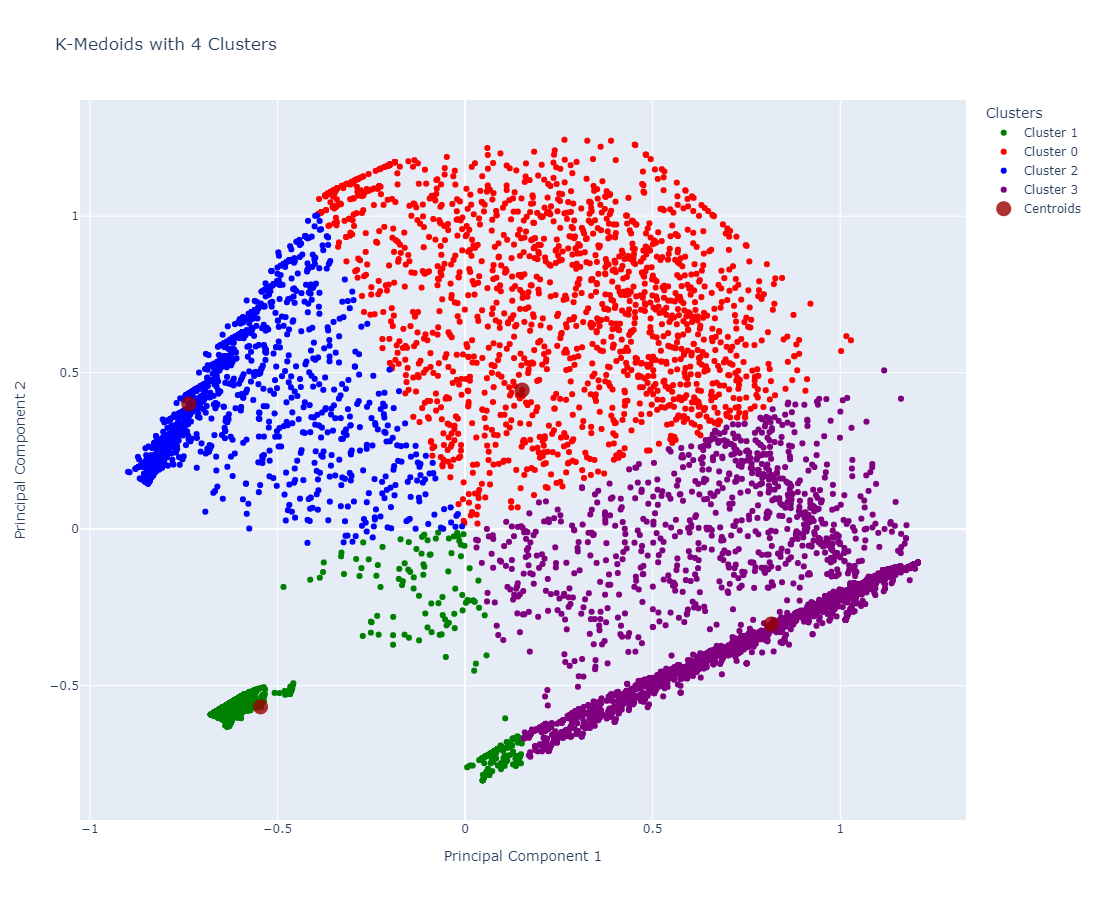 K-Medoids with 4 Clusters
Clusters
Cluster 1
Cluster 0
Cluster 2
Cluster 3
Centroids
Principal Component 2
1
0.5
0
−0.5
−1
−0.5
0
0.5
1
Principal Component 1